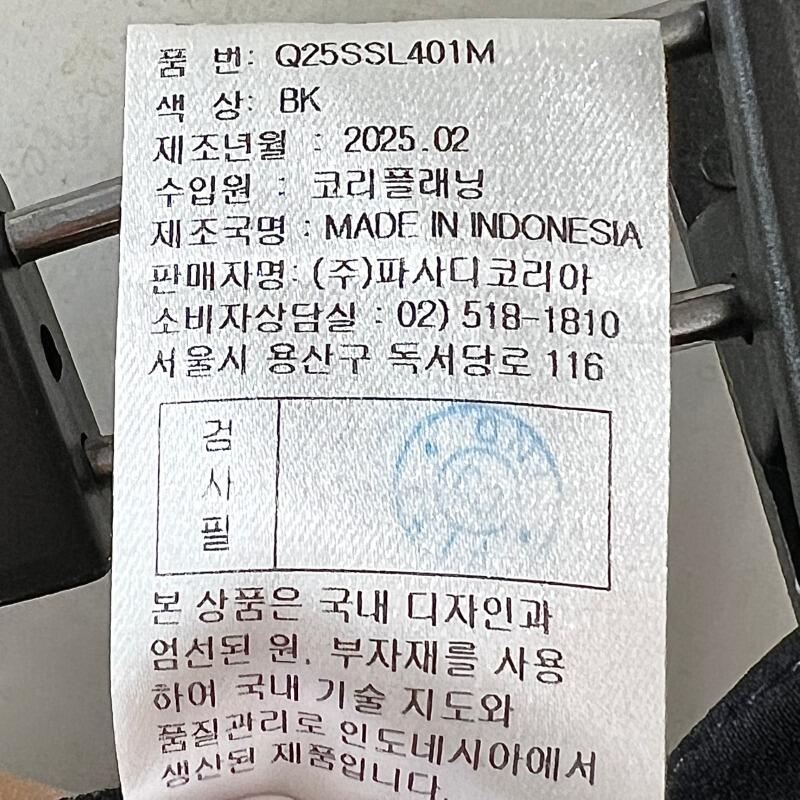 품 번: Q25SSL401M
색 상: BK
제조년월 : 2025.02
수입원 : 코리플래닝
제조국명 : MADE IN INDONESIA
판매자명: (주)파사디코리아
소비자상담실 : 02) 518-1810
서울시 용산구 독서당로 116
검
사
필
본 상품은 국내 디자인과
엄선된 원. 부자재를 사용
하여 국내 기술 지도와
품질관리로 인도네시아에서
생산된 제품입니다.